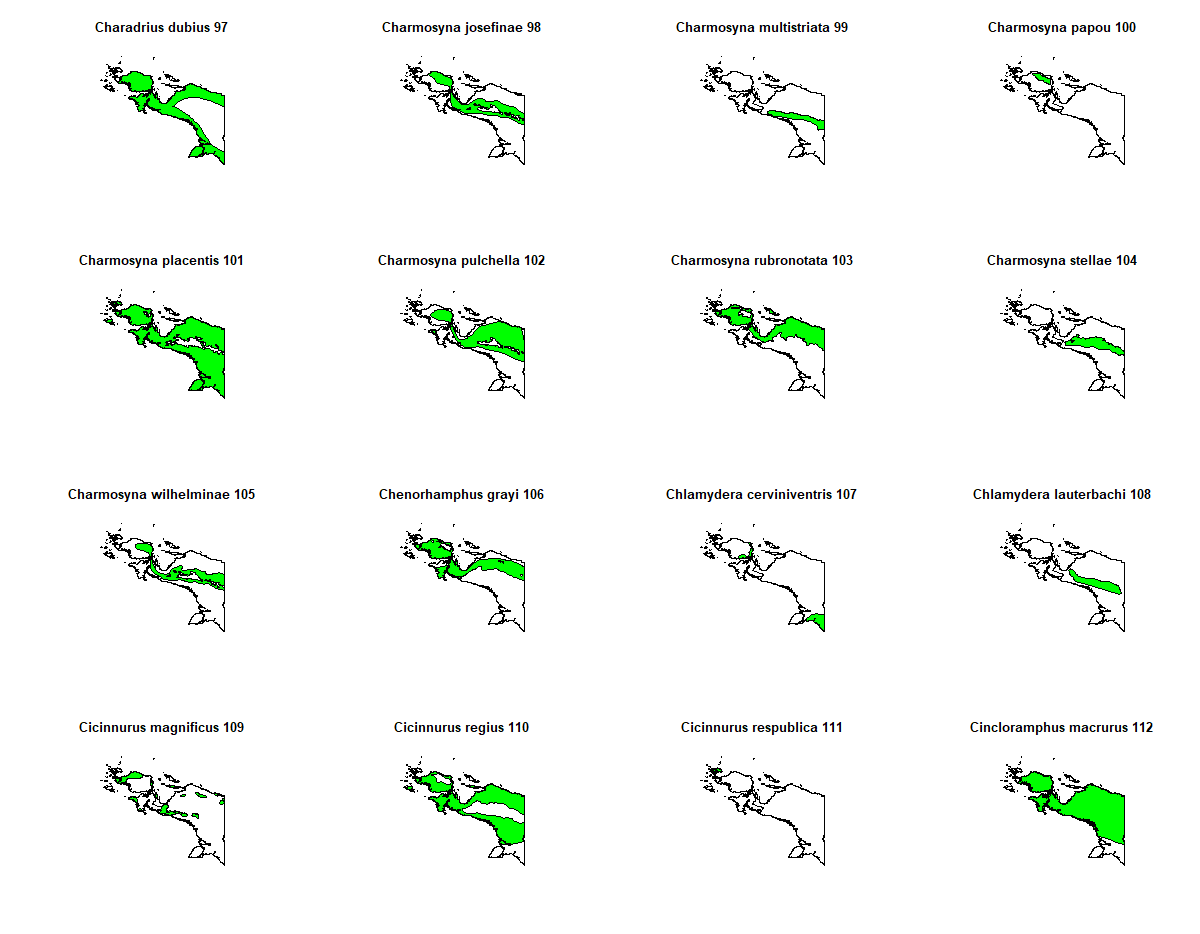 Charadrius dubius 97
Charmosyna josefinae 98
Charmosyna multistriata 99
Charmosyna papou 100
Charmosyna placentis 101
Charmosyna pulchella 102
Charmosyna rubronotata 103
Charmosyna stellae 104
Charmosyna wilhelminae 105
Chenorhamphus grayi 106
Chlamydera cerviniventris 107
Chlamydera lauterbachi 108
Cicinnurus magnificus 109
Cicinnurus regius 110
Cicinnurus respublica 111
Cincloramphus macrurus 112